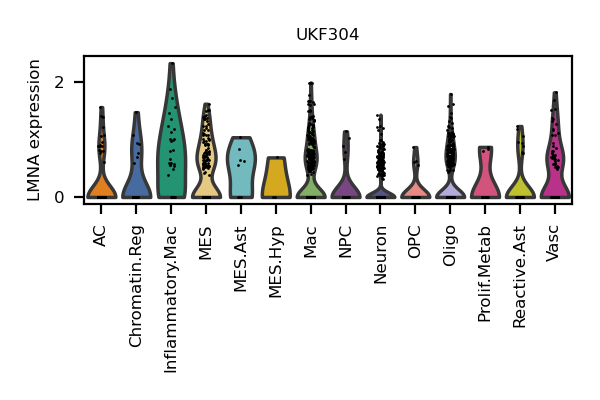 UKF304
LMNA expression
2
0
AC
Chromatin.Reg
Inflammatory.Mac
MES
MES.Ast
MES.Hyp
Mac
NPC
Neuron
OPC
Oligo
Prolif.Metab
Reactive.Ast
Vasc